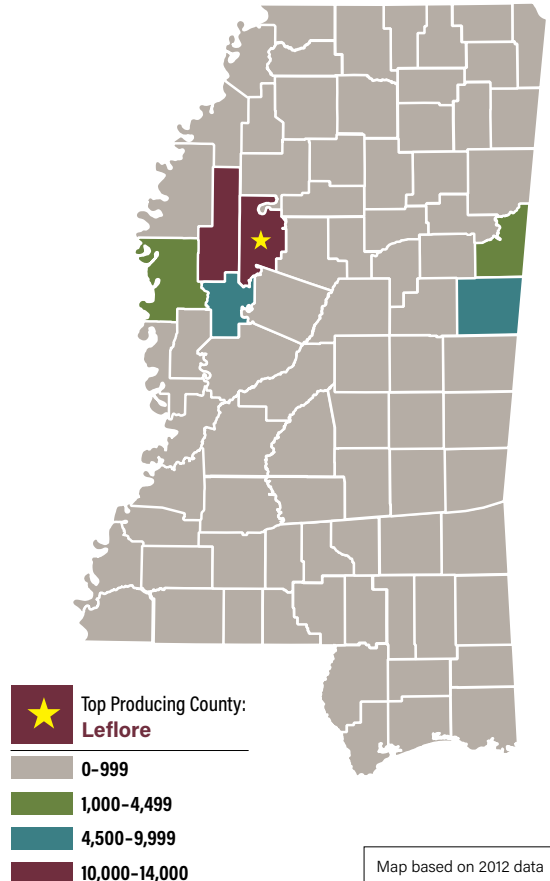 Top Producing County:
Leflore
0–999
1,000–4,499
4,500–9,999
10,000–14,000
Map based on 2012 data